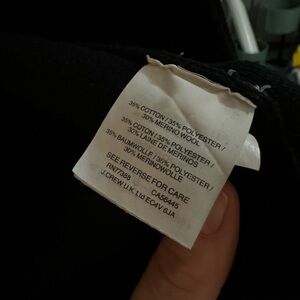 35% COTTON / 35% POLYESTER /
30% MERINO WOOL
35% COTON / 35% POLYESTER /
30% LAINE DE MERINOS
35% BAUMWOLLE / 35% POLYESTER /
30% MERINOWOLLE
SEE REVERSE FOR CARE
RN77388 CA56445
J.CREW U.K. Ltd EC4V 6JA